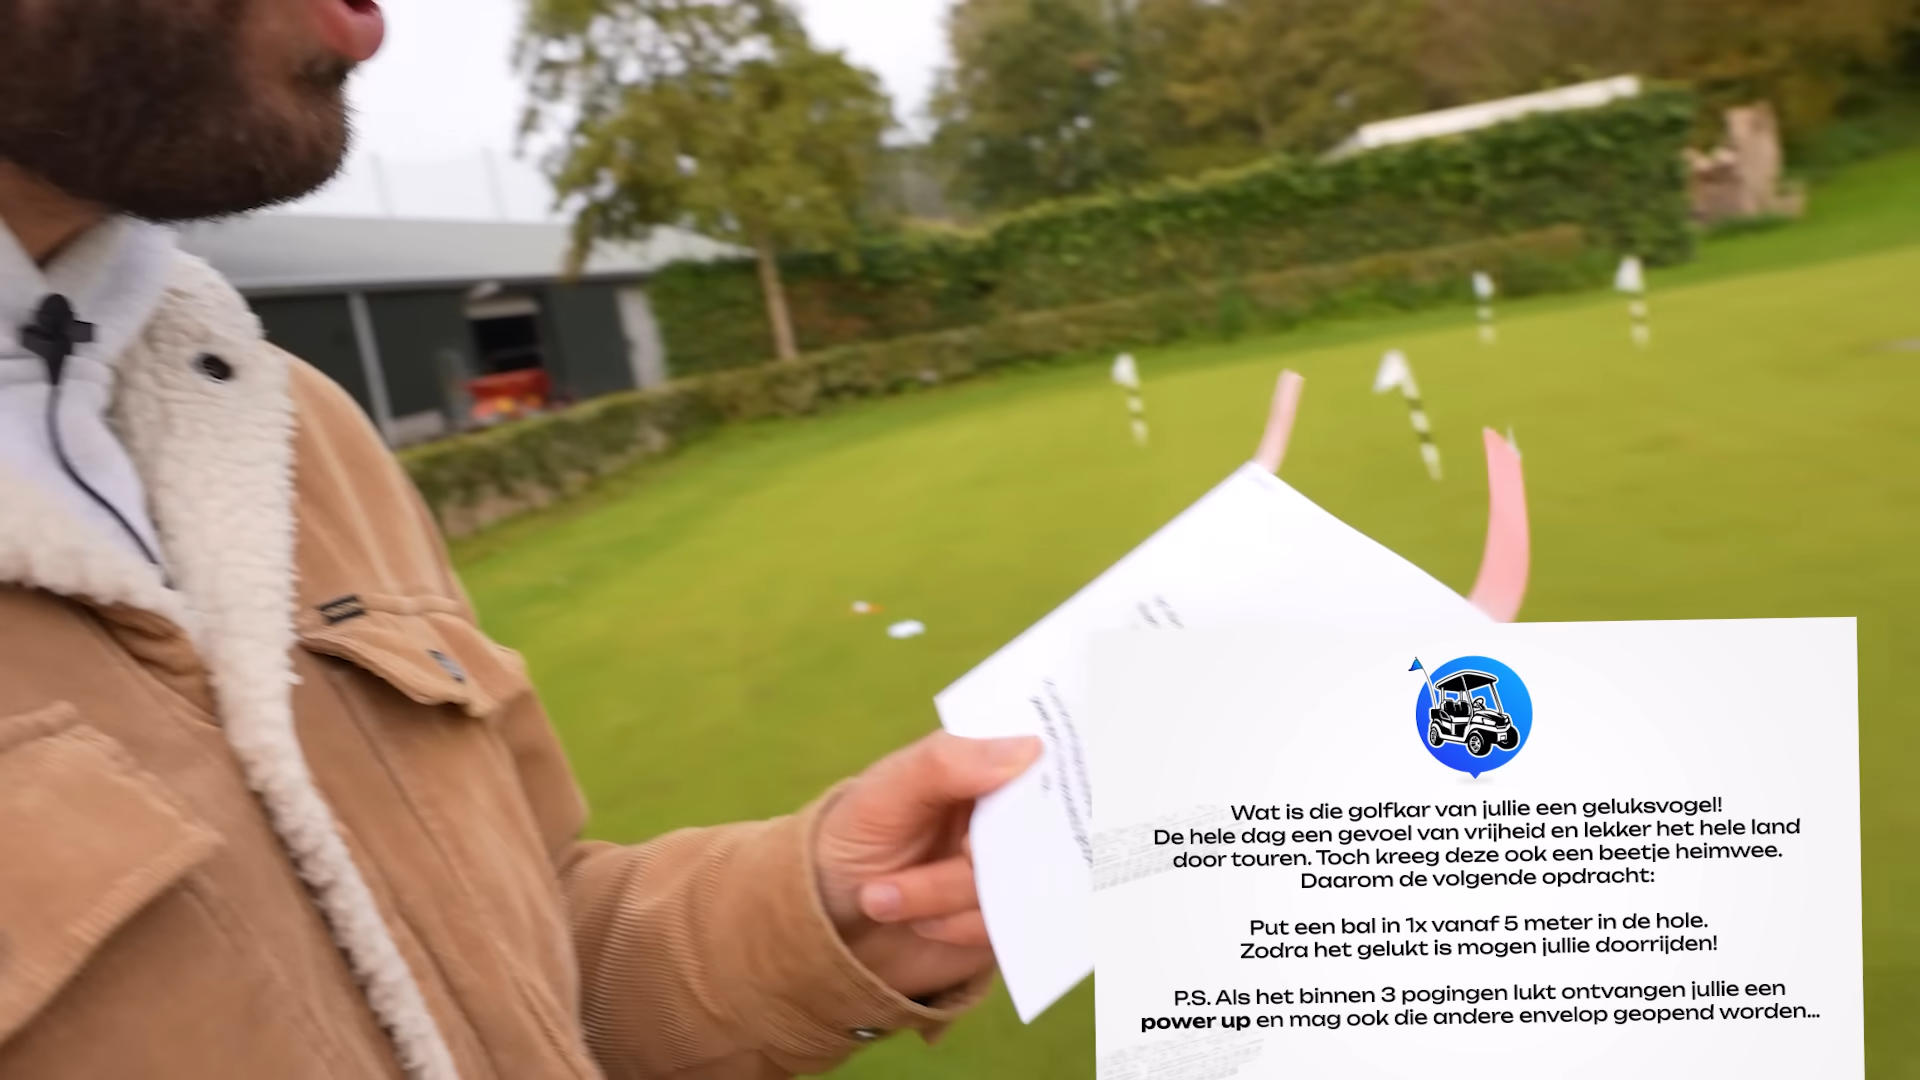 Wat is die golfkar van jullie een geluksvogel!
De hele dag een gevoel van vrijheid en lekker het hele land
door touren. Toch kreeg deze ook een beetje heimwee.
Daarom de volgende opdracht:
Put een bal in 1x vanaf 5 meter in de hole.
Zodra het gelukt is mogen jullie doorrijden!
P.S. Als het binnen 3 pogingen lukt ontvangen jullie een
power up en mag ook die andere envelop geopend worden...